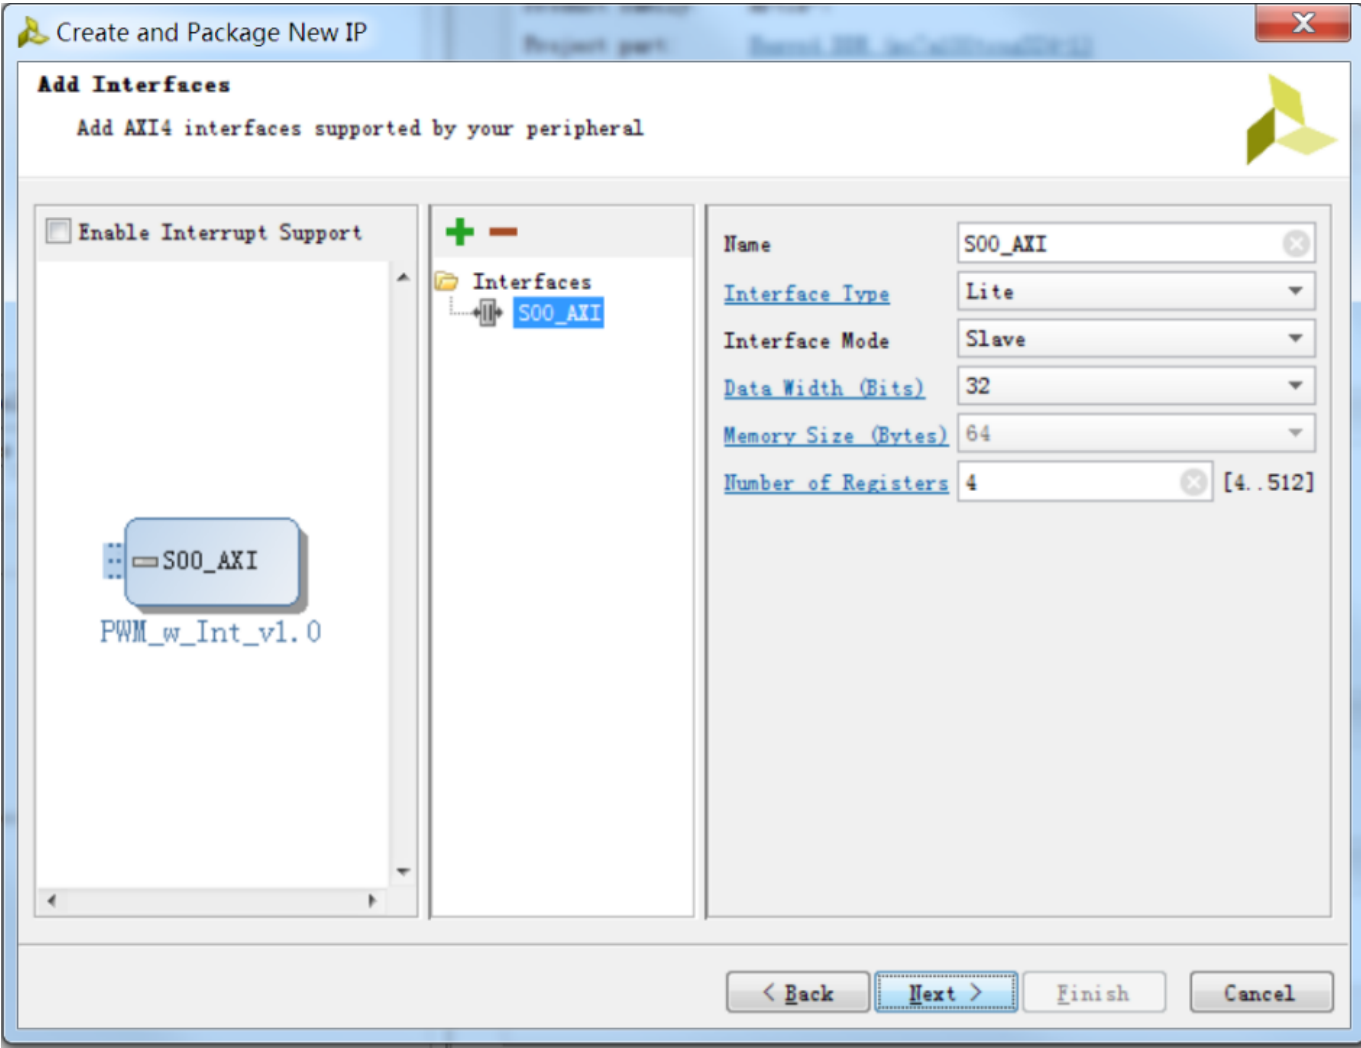 Create and Package New IP
Project part:
Add Interfaces
Add AXI4 interfaces supported by your peripheral
Enable Interrupt Support
Interfaces
S00_AXI
S00_AXI
PWM_w_Int_v1.0
Name S00_AXI
Interface Type Lite
Interface Mode Slave
Data Width (Bits) 32
Memory Size (Bytes) 64
Number of Registers 4 [4..512]
< Back
Next >
Finish
Cancel